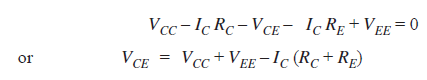 V_CC – I_C R_C – V_CE – I_C R_E + V_EE = 0
or V_CE = V_CC + V_EE – I_C (R_C + R_E)